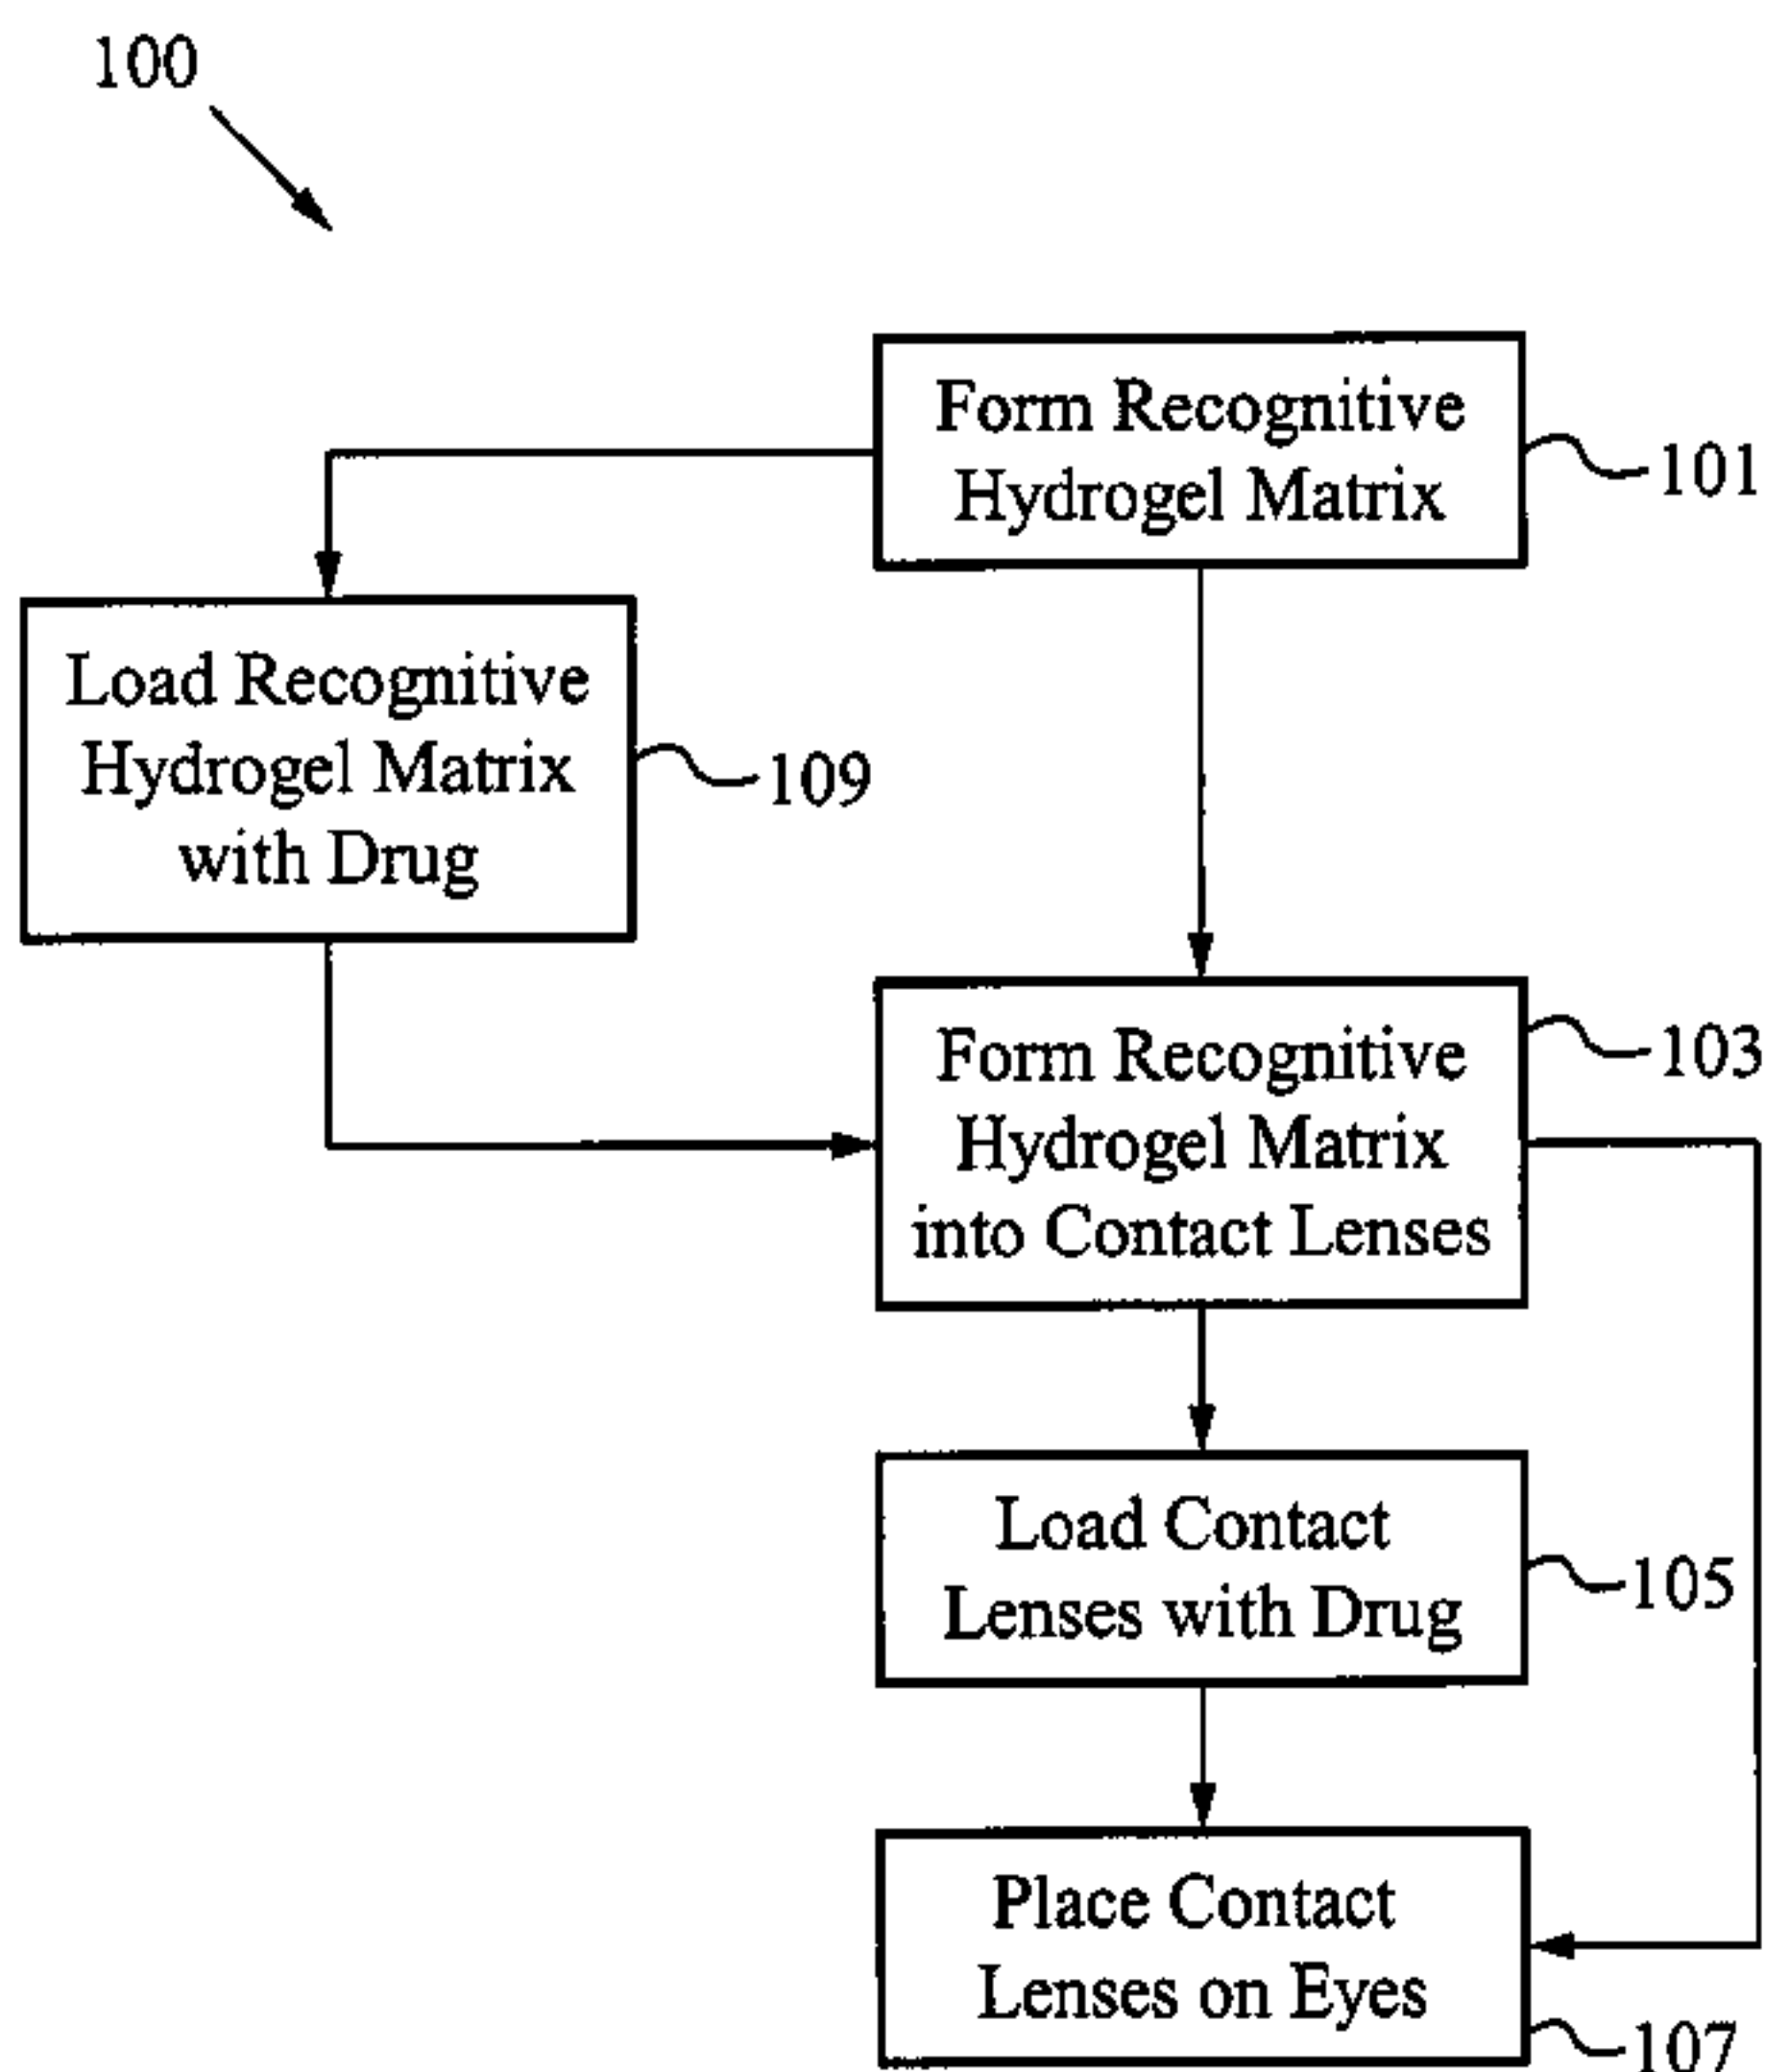 100
Form Recognitive
Hydrogel Matrix
101
Load Recognitive
Hydrogel Matrix
with Drug
109
Form Recognitive
Hydrogel Matrix
into Contact Lenses
103
Load Contact
Lenses with Drug
105
Place Contact
Lenses on Eyes
107